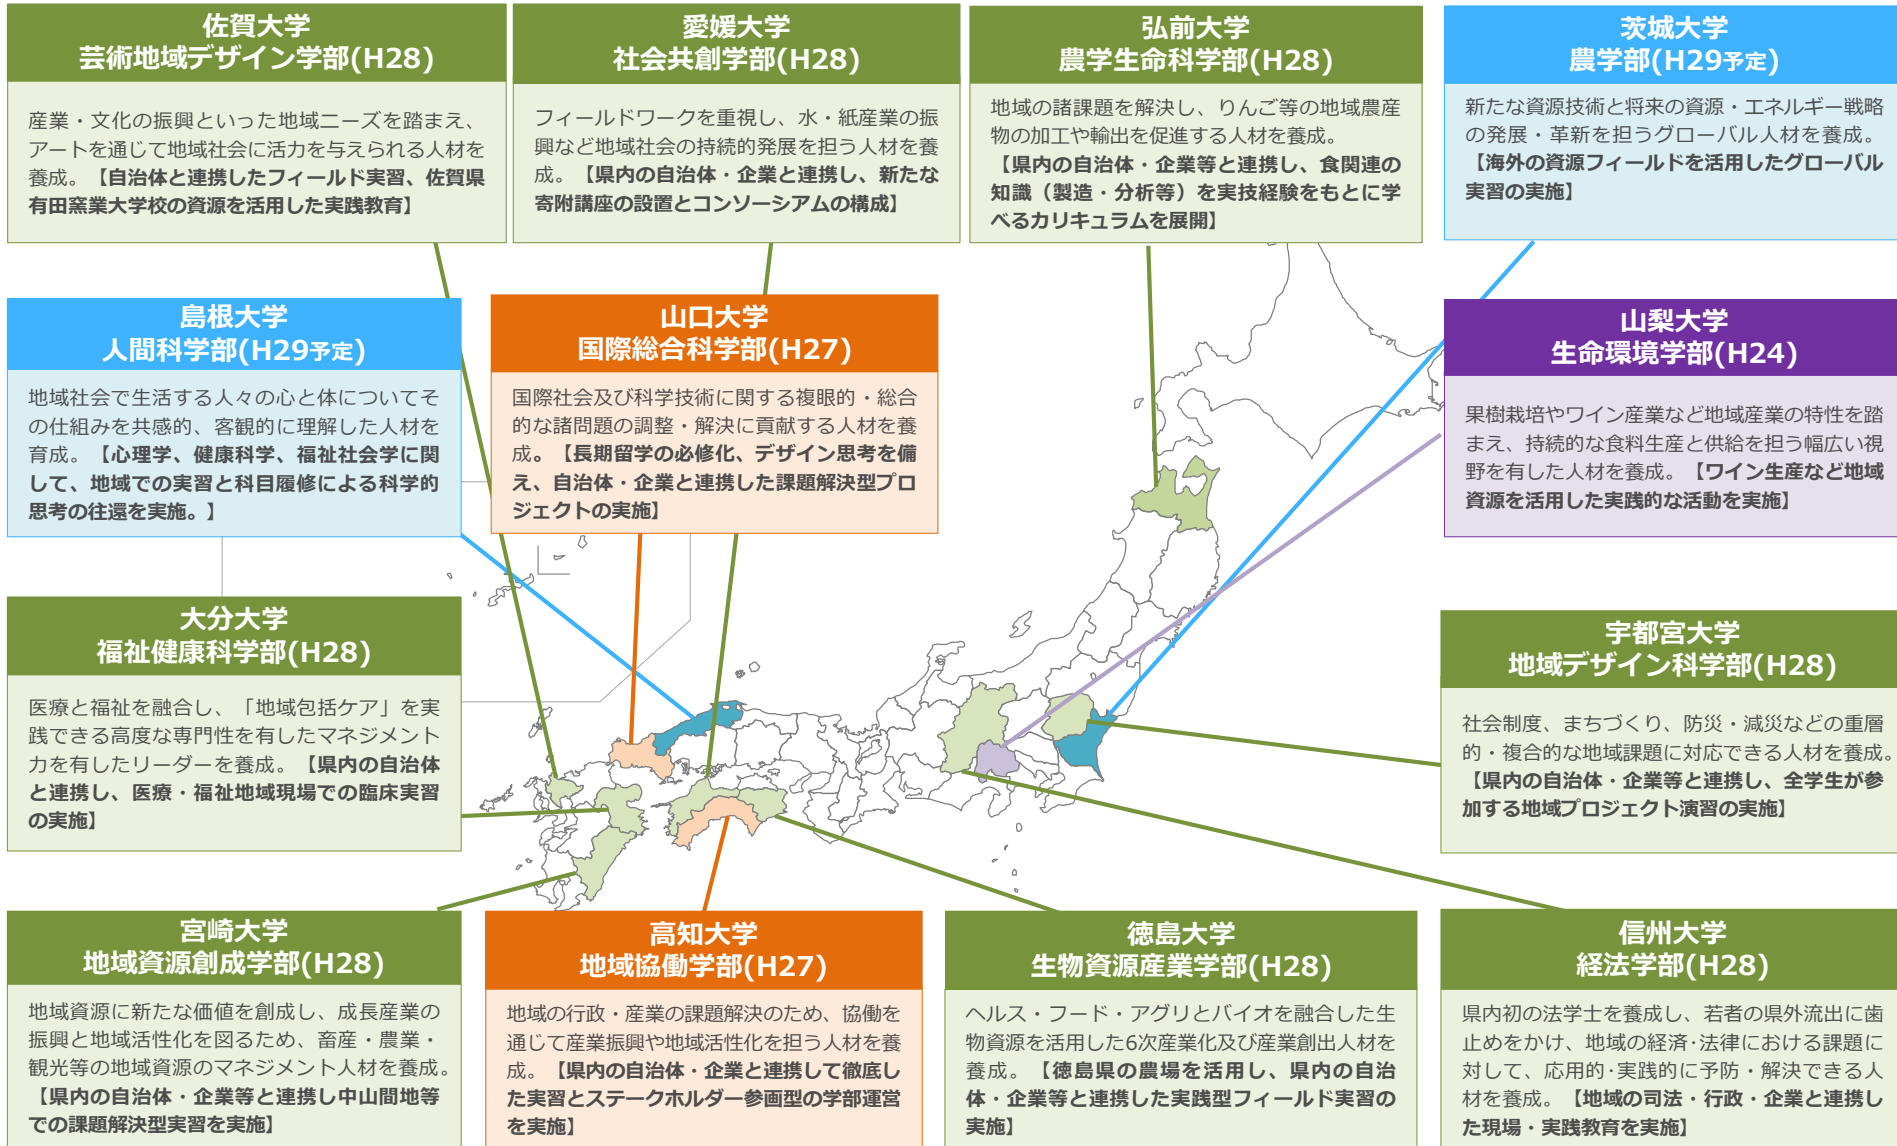 佐賀大学
芸術地域デザイン学部(H28)
産業・文化の振興といった地域ニーズを踏まえ、
アートを通じて地域社会に活力を与えられる人材を
養成。【自治体と連携したフィールド実習、佐賀県
有田窯業大学校の資源を活用した実践教育】
愛媛大学
社会共創学部(H28)
フィールドワークを重視し、水・紙産業の振
興など地域社会の持続的発展を担う人材を養
成。【県内の自治体・企業と連携し、新たな
寄附講座の設置とコンソーシアムの構成】
弘前大学
農学生命科学部(H28)
地域の諸課題を解決し、りんご等の地域農産
物の加工や輸出を促進する人材を養成。
【県内の自治体・企業等と連携し、食関連の
知識（製造・分析等）を実技経験をもとに学
べるカリキュラムを展開】
茨城大学
農学部(H29予定)
新たな資源技術と将来の資源・エネルギー戦略
の発展・革新を担うグローバル人材を養成。
【海外の資源フィールドを活用したグローバル
実習の実施】
島根大学
人間科学部(H29予定)
地域社会で生活する人々の心と体についてそ
の仕組みを共感的、客観的に理解した人材を
育成。【心理学、健康科学、福祉社会学に関
して、地域での実習と科目履修による科学的
思考の往還を実施。】
山口大学
国際総合科学部(H27)
国際社会及び科学技術に関する複眼的・総合
的な諸問題の調整・解決に貢献する人材を養
成。【長期留学の必修化、デザイン思考を備
え、自治体・企業と連携した課題解決型プロ
ジェクトの実施】
山梨大学
生命環境学部(H24)
果樹栽培やワイン産業など地域産業の特性を踏
まえ、持続的な食料生産と供給を担う幅広い視
野を有した人材を養成。【ワイン生産など地域
資源を活用した実践的な活動を実施】
大分大学
福祉健康科学部(H28)
医療と福祉を融合し、「地域包括ケア」を実
践できる高度な専門性を有したマネジメント
力を有したリーダーを養成。【県内の自治体
と連携し、医療・福祉地域現場での臨床実習
の実施】
宇都宮大学
地域デザイン科学部(H28)
社会制度、まちづくり、防災・減災などの重層
的・複合的な地域課題に対応できる人材を養成。
【県内の自治体・企業等と連携し、全学生が参
加する地域プロジェクト演習の実施】
宮崎大学
地域資源創成学部(H28)
地域資源に新たな価値を創成し、成長産業の
振興と地域活性化を図るため、畜産・農業・
観光等の地域資源のマネジメント人材を養成。
【県内の自治体・企業等と連携し中山間地等
での課題解決型実習を実施】
高知大学
地域協働学部(H27)
地域の行政・産業の課題解決のため、協働を
通じて産業振興や地域活性化を担う人材を養
成。【県内の自治体・企業と連携して徹底し
た実習とステークホルダー参画型の学部運営
を実施】
徳島大学
生物資源産業学部(H28)
ヘルス・フード・アグリとバイオを融合した生
物資源を活用した6次産業化及び産業創出人材を
養成。【徳島県の農場を活用し、県内の自治
体・企業等と連携した実践型フィールド実習の
実施】
信州大学
経法学部(H28)
県内初の法学士を養成し、若者の県外流出に歯
止めをかけ、地域の経済･法律における課題に
対して、応用的･実践的に予防・解決できる人
材を養成。【地域の司法・行政・企業と連携し
た現場・実践教育を実施】